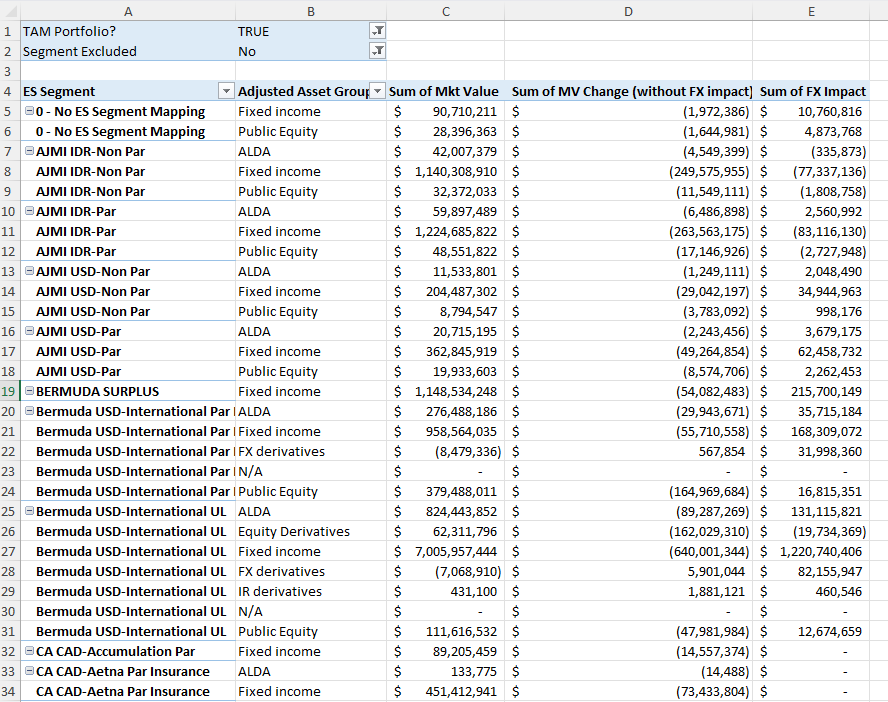 A B C D E
1 TAM Portfolio? TRUE
2 Segment Excluded No
3
4 ES Segment Adjusted Asset Group Sum of Mkt Value Sum of MV Change (without FX impact) Sum of FX Impact
5 0 - No ES Segment Mapping Fixed income $ 90,710,211 $ (1,972,386) $ 10,760,816
6 0 - No ES Segment Mapping Public Equity $ 28,396,363 $ (1,644,981) $ 4,873,768
7 AJMI IDR-Non Par ALDA $ 42,007,379 $ (4,549,399) $ (335,873)
8 AJMI IDR-Non Par Fixed income $ 1,140,308,910 $ (249,575,955) $ (77,337,136)
9 AJMI IDR-Non Par Public Equity $ 32,372,033 $ (11,549,111) $ (1,808,758)
10 AJMI IDR-Par ALDA $ 59,897,489 $ (6,486,898) $ 2,560,992
11 AJMI IDR-Par Fixed income $ 1,224,685,822 $ (263,563,175) $ (83,116,130)
12 AJMI IDR-Par Public Equity $ 48,551,822 $ (17,146,926) $ (2,727,948)
13 AJMI USD-Non Par ALDA $ 11,533,801 $ (1,249,111) $ 2,048,490
14 AJMI USD-Non Par Fixed income $ 204,487,302 $ (29,042,197) $ 34,944,963
15 AJMI USD-Non Par Public Equity $ 8,794,547 $ (3,783,092) $ 998,176
16 AJMI USD-Par ALDA $ 20,715,195 $ (2,243,456) $ 3,679,175
17 AJMI USD-Par Fixed income $ 362,845,919 $ (49,264,854) $ 62,458,732
18 AJMI USD-Par Public Equity $ 19,933,603 $ (8,574,706) $ 2,262,453
19 BERMUDA SURPLUS Fixed income $ 1,148,534,248 $ (54,082,483) $ 215,700,149
20 Bermuda USD-International Par ALDA $ 276,488,186 $ (29,943,671) $ 35,715,184
21 Bermuda USD-International Par Fixed income $ 958,564,035 $ (55,710,558) $ 168,309,072
22 Bermuda USD-International Par FX derivatives $ (8,479,336) $ 567,854 $ 31,998,360
23 Bermuda USD-International Par N/A $ - $ - $ -
24 Bermuda USD-International Par Public Equity $ 379,488,011 $ (164,969,684) $ 16,815,351
25 Bermuda USD-International UL ALDA $ 824,443,852 $ (89,287,269) $ 131,115,821
26 Bermuda USD-International UL Equity Derivatives $ 62,311,796 $ (162,029,310) $ (19,734,369)
27 Bermuda USD-International UL Fixed income $ 7,005,957,444 $ (640,001,344) $ 1,220,740,406
28 Bermuda USD-International UL FX derivatives $ (7,068,910) $ 5,901,044 $ 82,155,947
29 Bermuda USD-International UL IR derivatives $ 431,100 $ 1,881,121 $ 460,546
30 Bermuda USD-International UL N/A $ - $ - $ -
31 Bermuda USD-International UL Public Equity $ 111,616,532 $ (47,981,984) $ 12,674,659
32 CA CAD-Accumulation Par Fixed income $ 89,205,459 $ (14,557,374) $ -
33 CA CAD-Aetna Par Insurance ALDA $ 133,775 $ (14,488) $ -
34 CA CAD-Aetna Par Insurance Fixed income $ 451,412,941 $ (73,433,804) $ -